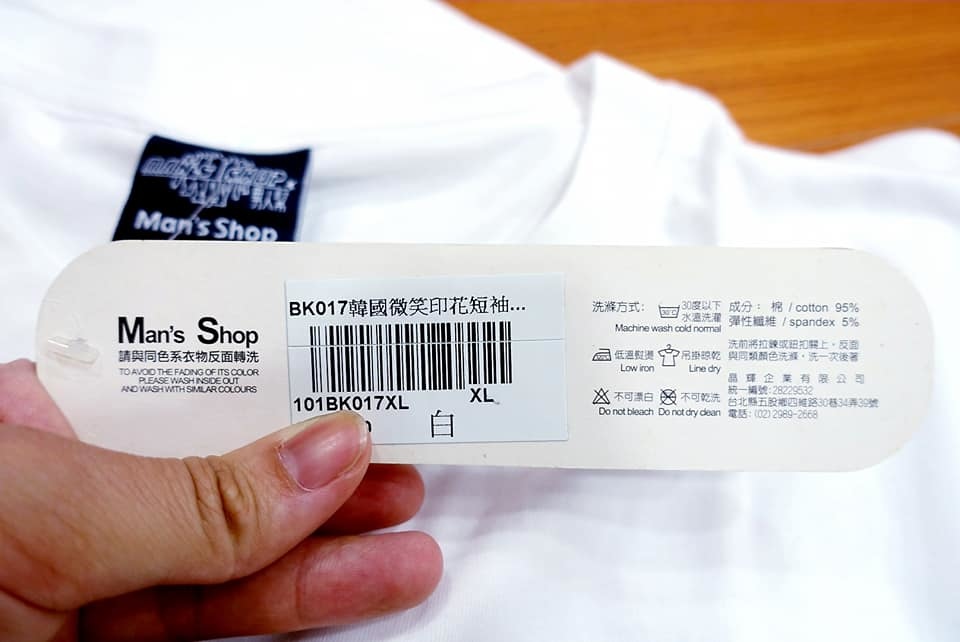 Man's Shop
Man's Shop
請與同色系衣物反面轉洗
TO AVOID THE FADING OF ITS COLOR
PLEASE WASH INSIDE OUT
AND WASH WITH SIMILAR COLOURS
BK017韓國微笑印花短袖...
XL
101BK017XL
白
洗滌方式：
30度以下
水溫洗濯
Machine wash cold normal
低溫熨燙
Low iron
吊掛晾乾
Line dry
不可漂白
Do not bleach
不可乾洗
Do not dry clean
成分： 棉 / cotton 95%
彈性纖維 / spandex 5%
洗前將拉鍊或鈕扣關上，反面
與同類顏色洗滌，洗一次後著
晶輝企業有限公司
統一編號:28229532
台北縣五股鄉四維路30巷34弄39號
電話：(02)2989-2668